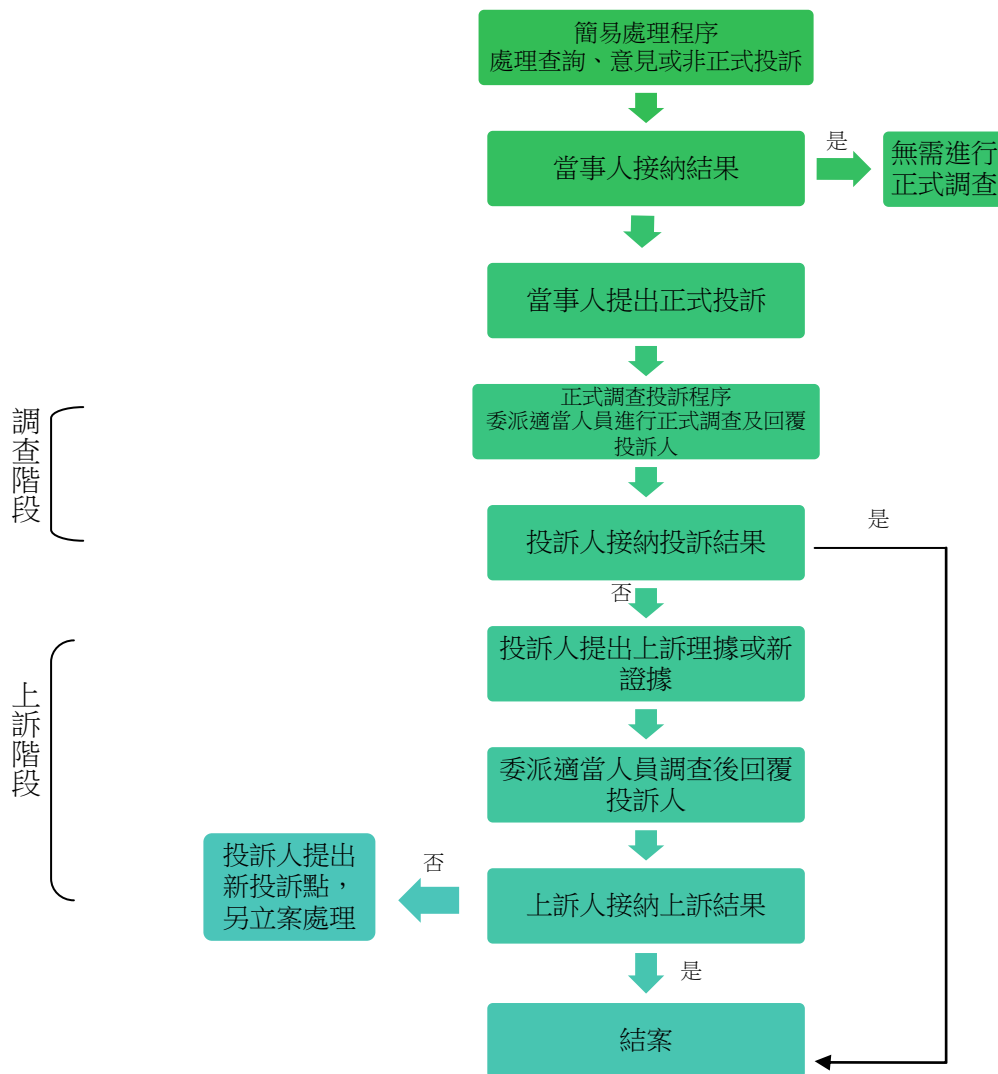 簡易處理程序
處理查詢、意見或非正式投訴
當事人接納結果
是
無需進行
正式調查
當事人提出正式投訴
調查階段
正式調查投訴程序
委派適當人員進行正式調查及回覆
投訴人
投訴人接納投訴結果
是
否
上訴階段
投訴人提出上訴理據或新
證據
委派適當人員調查後回覆
投訴人
上訴人接納上訴結果
否
投訴人提出
新投訴點，
另立案處理
是
結案